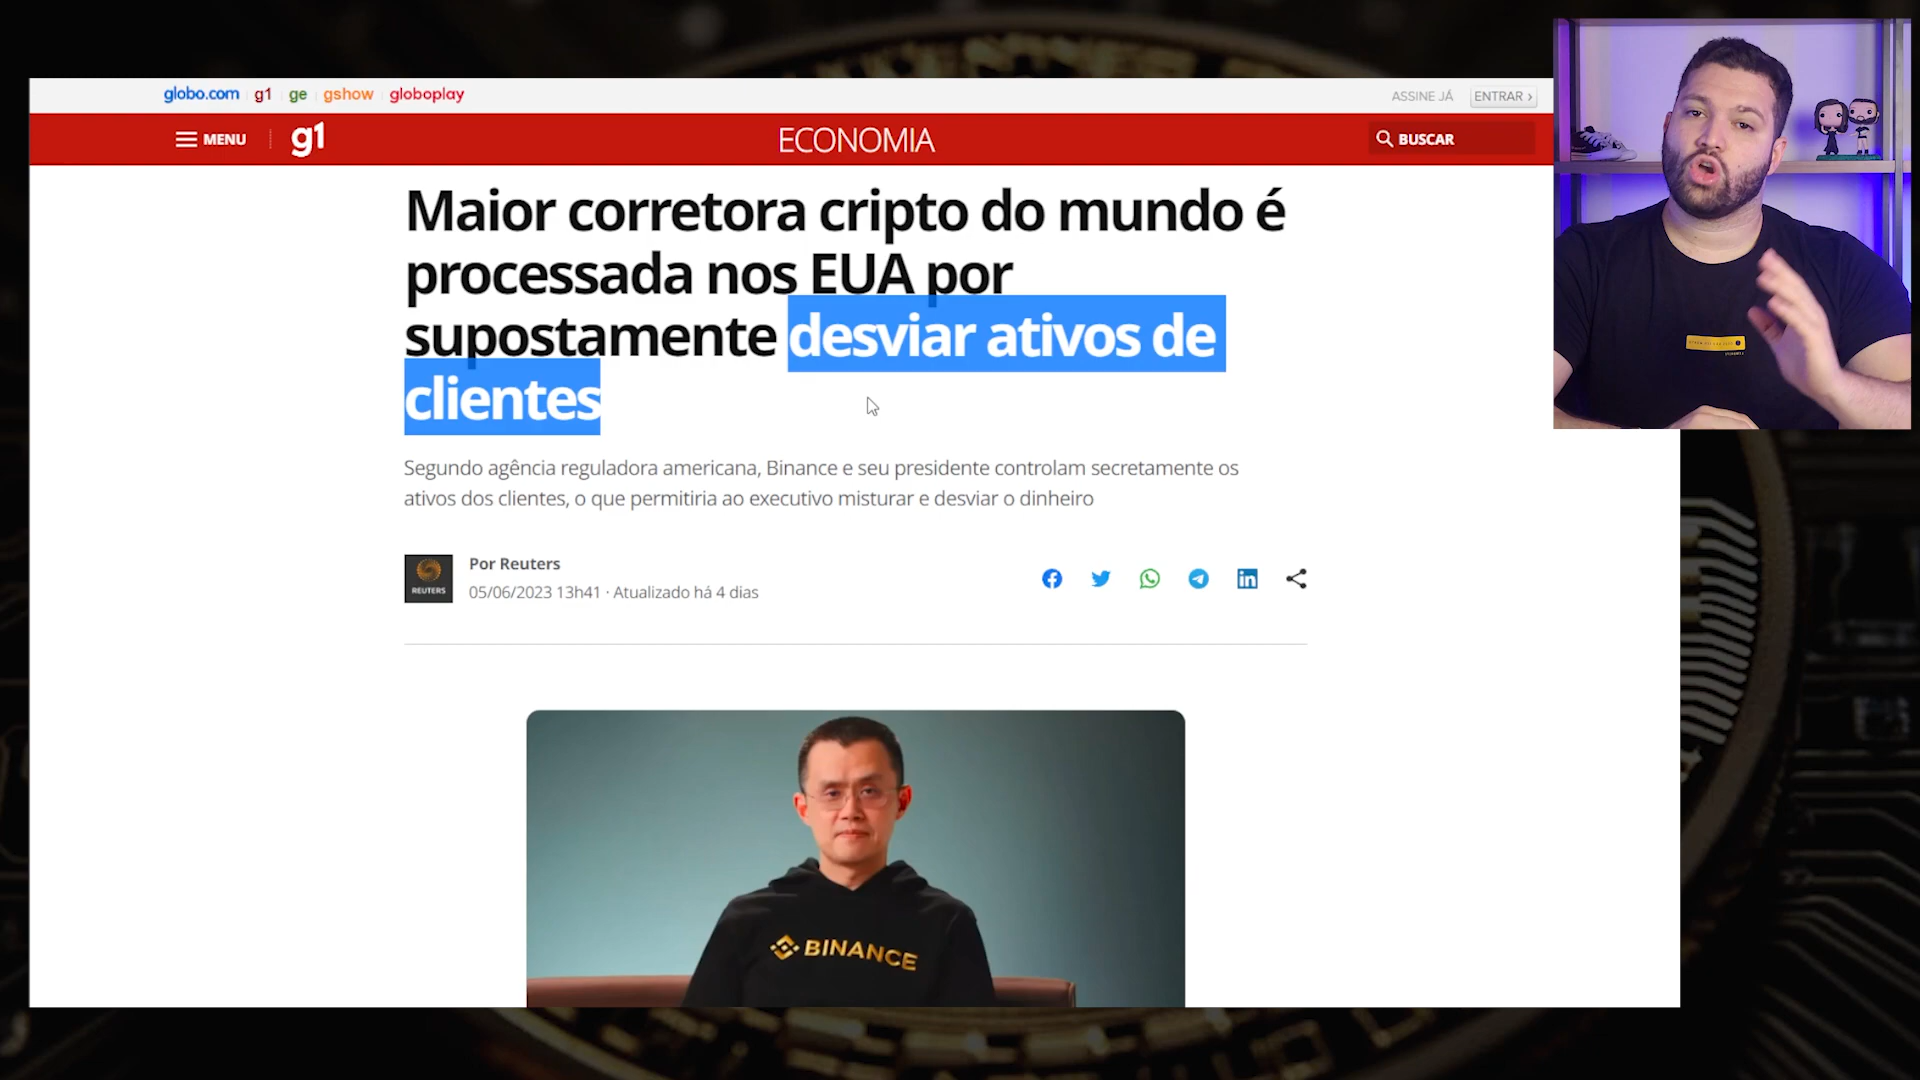 globo.com g1 ge gshow globoplay
ASSINE JÁ ENTRAR ›
MENU g1 ECONOMIA BUSCAR
Maior corretora cripto do mundo é
processada nos EUA por
supostamente desviar ativos de
clientes
Segundo agência reguladora americana, Binance e seu presidente controlam secretamente os
ativos dos clientes, o que permitiria ao executivo misturar e desviar o dinheiro
REUTERS
Por Reuters
05/06/2023 13h41 · Atualizado há 4 dias
BINANCE